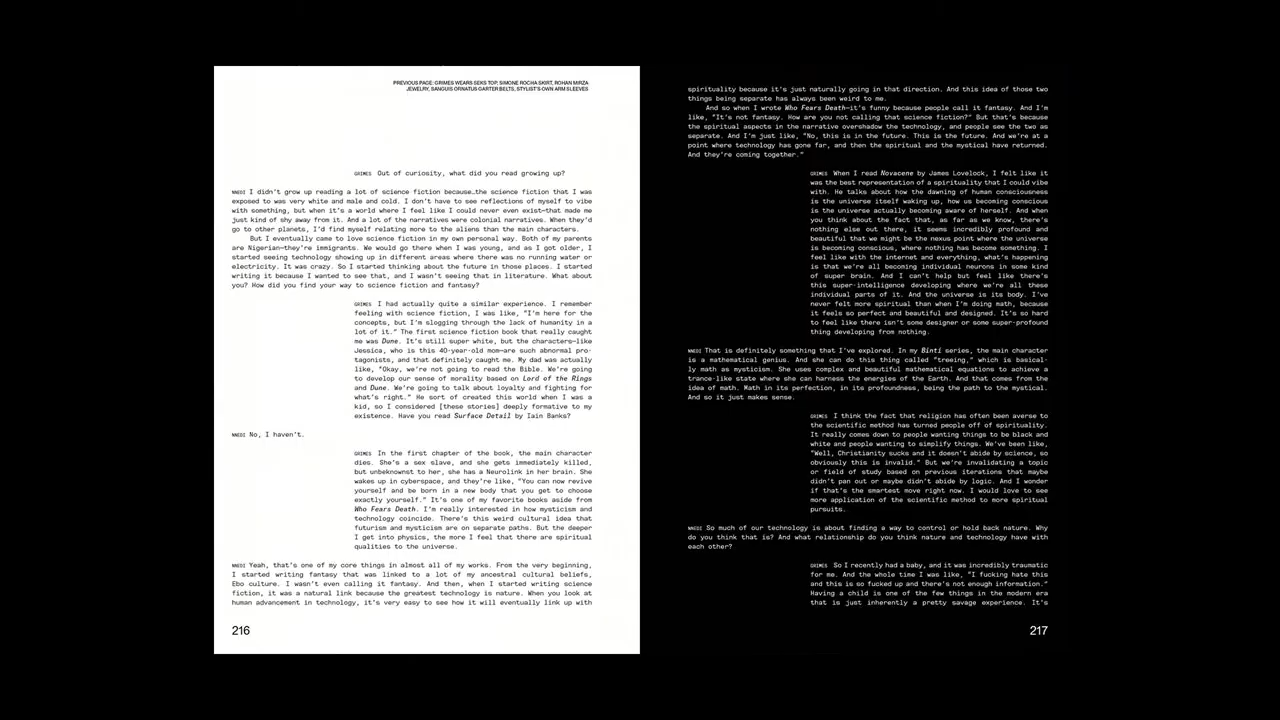 PREVIOUS PAGE: GRIMES WEARS SEKS TOP, SIMONE ROCHA SKIRT, ROHAN MIRZA
JEWELRY, SANGUIS ORNATUS GARTER BELTS, STYLIST'S OWN ARM SLEEVES
GRIMES Out of curiosity, what did you read growing up?
NNEDI I didn't grow up reading a lot of science fiction because…the science fiction that I was
exposed to was very white and male and cold. I don't have to see reflections of myself to vibe
with something, but when it's a world where I feel like I could never even exist—that made me
just kind of shy away from it. And a lot of the narratives were colonial narratives. When they'd
go to other planets, I'd find myself relating more to the aliens than the main characters.
But I eventually came to love science fiction in my own personal way. Both of my parents
are Nigerian—they're immigrants. We would go there when I was young, and as I got older, I
started seeing technology showing up in different areas where there was no running water or
electricity. It was crazy. So I started thinking about the future in those places. I started
writing it because I wanted to see that, and I wasn't seeing that in literature. What about
you? How did you find your way to science fiction and fantasy?
GRIMES I had actually quite a similar experience. I remember
feeling with science fiction, I was like, "I'm here for the
concepts, but I'm slogging through the lack of humanity in a
lot of it." The first science fiction book that really caught
me was Dune. It's still super white, but the characters—like
Jessica, who is this 40-year-old mom—are such abnormal pro-
tagonists, and that definitely caught me. My dad was actually
like, "Okay, we're not going to read the Bible. We're going
to develop our sense of morality based on Lord of the Rings
and Dune. We're going to talk about loyalty and fighting for
what's right." He sort of created this world when I was a
kid, so I considered [these stories] deeply formative to my
existence. Have you read Surface Detail by Iain Banks?
NNEDI No, I haven't.
GRIMES In the first chapter of the book, the main character
dies. She's a sex slave, and she gets immediately killed,
but unbeknownst to her, she has a Neurolink in her brain. She
wakes up in cyberspace, and they're like, "You can now revive
yourself and be born in a new body that you get to choose
exactly yourself." It's one of my favorite books aside from
Who Fears Death. I'm really interested in how mysticism and
technology coincide. There's this weird cultural idea that
futurism and mysticism are on separate paths. But the deeper
I get into physics, the more I feel that there are spiritual
qualities to the universe.
NNEDI Yeah, that's one of my core things in almost all of my works. From the very beginning,
I started writing fantasy that was linked to a lot of my ancestral cultural beliefs,
Ebo culture. I wasn't even calling it fantasy. And then, when I started writing science
fiction, it was a natural link because the greatest technology is nature. When you look at
human advancement in technology, it's very easy to see how it will eventually link up with
216
spirituality because it's just naturally going in that direction. And this idea of those two
things being separate has always been weird to me.
And so when I wrote Who Fears Death—it's funny because people call it fantasy. And I'm
like, "It's not fantasy. How are you not calling that science fiction?" But that's because
the spiritual aspects in the narrative overshadow the technology, and people see the two as
separate. And I'm just like, "No, this is in the future. This is the future. And we're at a
point where technology has gone far, and then the spiritual and the mystical have returned.
And they're coming together."
GRIMES When I read Novacene by James Lovelock, I felt like it
was the best representation of a spirituality that I could vibe
with. He talks about how the dawning of human consciousness
is the universe itself waking up, how us becoming conscious
is the universe actually becoming aware of herself. And when
you think about the fact that, as far as we know, there's
nothing else out there, it seems incredibly profound and
beautiful that we might be the nexus point where the universe
is becoming conscious, where nothing has become something. I
feel like with the internet and everything, what's happening
is that we're all becoming individual neurons in some kind
of super brain. And I can't help but feel like there's
this super-intelligence developing where we're all these
individual parts of it. And the universe is its body. I've
never felt more spiritual than when I'm doing math, because
it feels so perfect and beautiful and designed. It's so hard
to feel like there isn't some designer or some super-profound
thing developing from nothing.
NNEDI That is definitely something that I've explored. In my Binti series, the main character
is a mathematical genius. And she can do this thing called "treeing," which is basical-
ly math as mysticism. She uses complex and beautiful mathematical equations to achieve a
trance-like state where she can harness the energies of the Earth. And that comes from the
idea of math. Math in its perfection, in its profoundness, being the path to the mystical.
And so it just makes sense.
GRIMES I think the fact that religion has often been averse to
the scientific method has turned people off of spirituality.
It really comes down to people wanting things to be black and
white and people wanting to simplify things. We've been like,
"Well, Christianity sucks and it doesn't abide by science, so
obviously this is invalid." But we're invalidating a topic
or field of study based on previous iterations that maybe
didn't pan out or maybe didn't abide by logic. And I wonder
if that's the smartest move right now. I would love to see
more application of the scientific method to more spiritual
pursuits.
NNEDI So much of our technology is about finding a way to control or hold back nature. Why
do you think that is? And what relationship do you think nature and technology have with
each other?
GRIMES So I recently had a baby, and it was incredibly traumatic
for me. And the whole time I was like, "I fucking hate this
and this is so fucked up and there's not enough information."
Having a child is one of the few things in the modern era
that is just inherently a pretty savage experience. It's
217